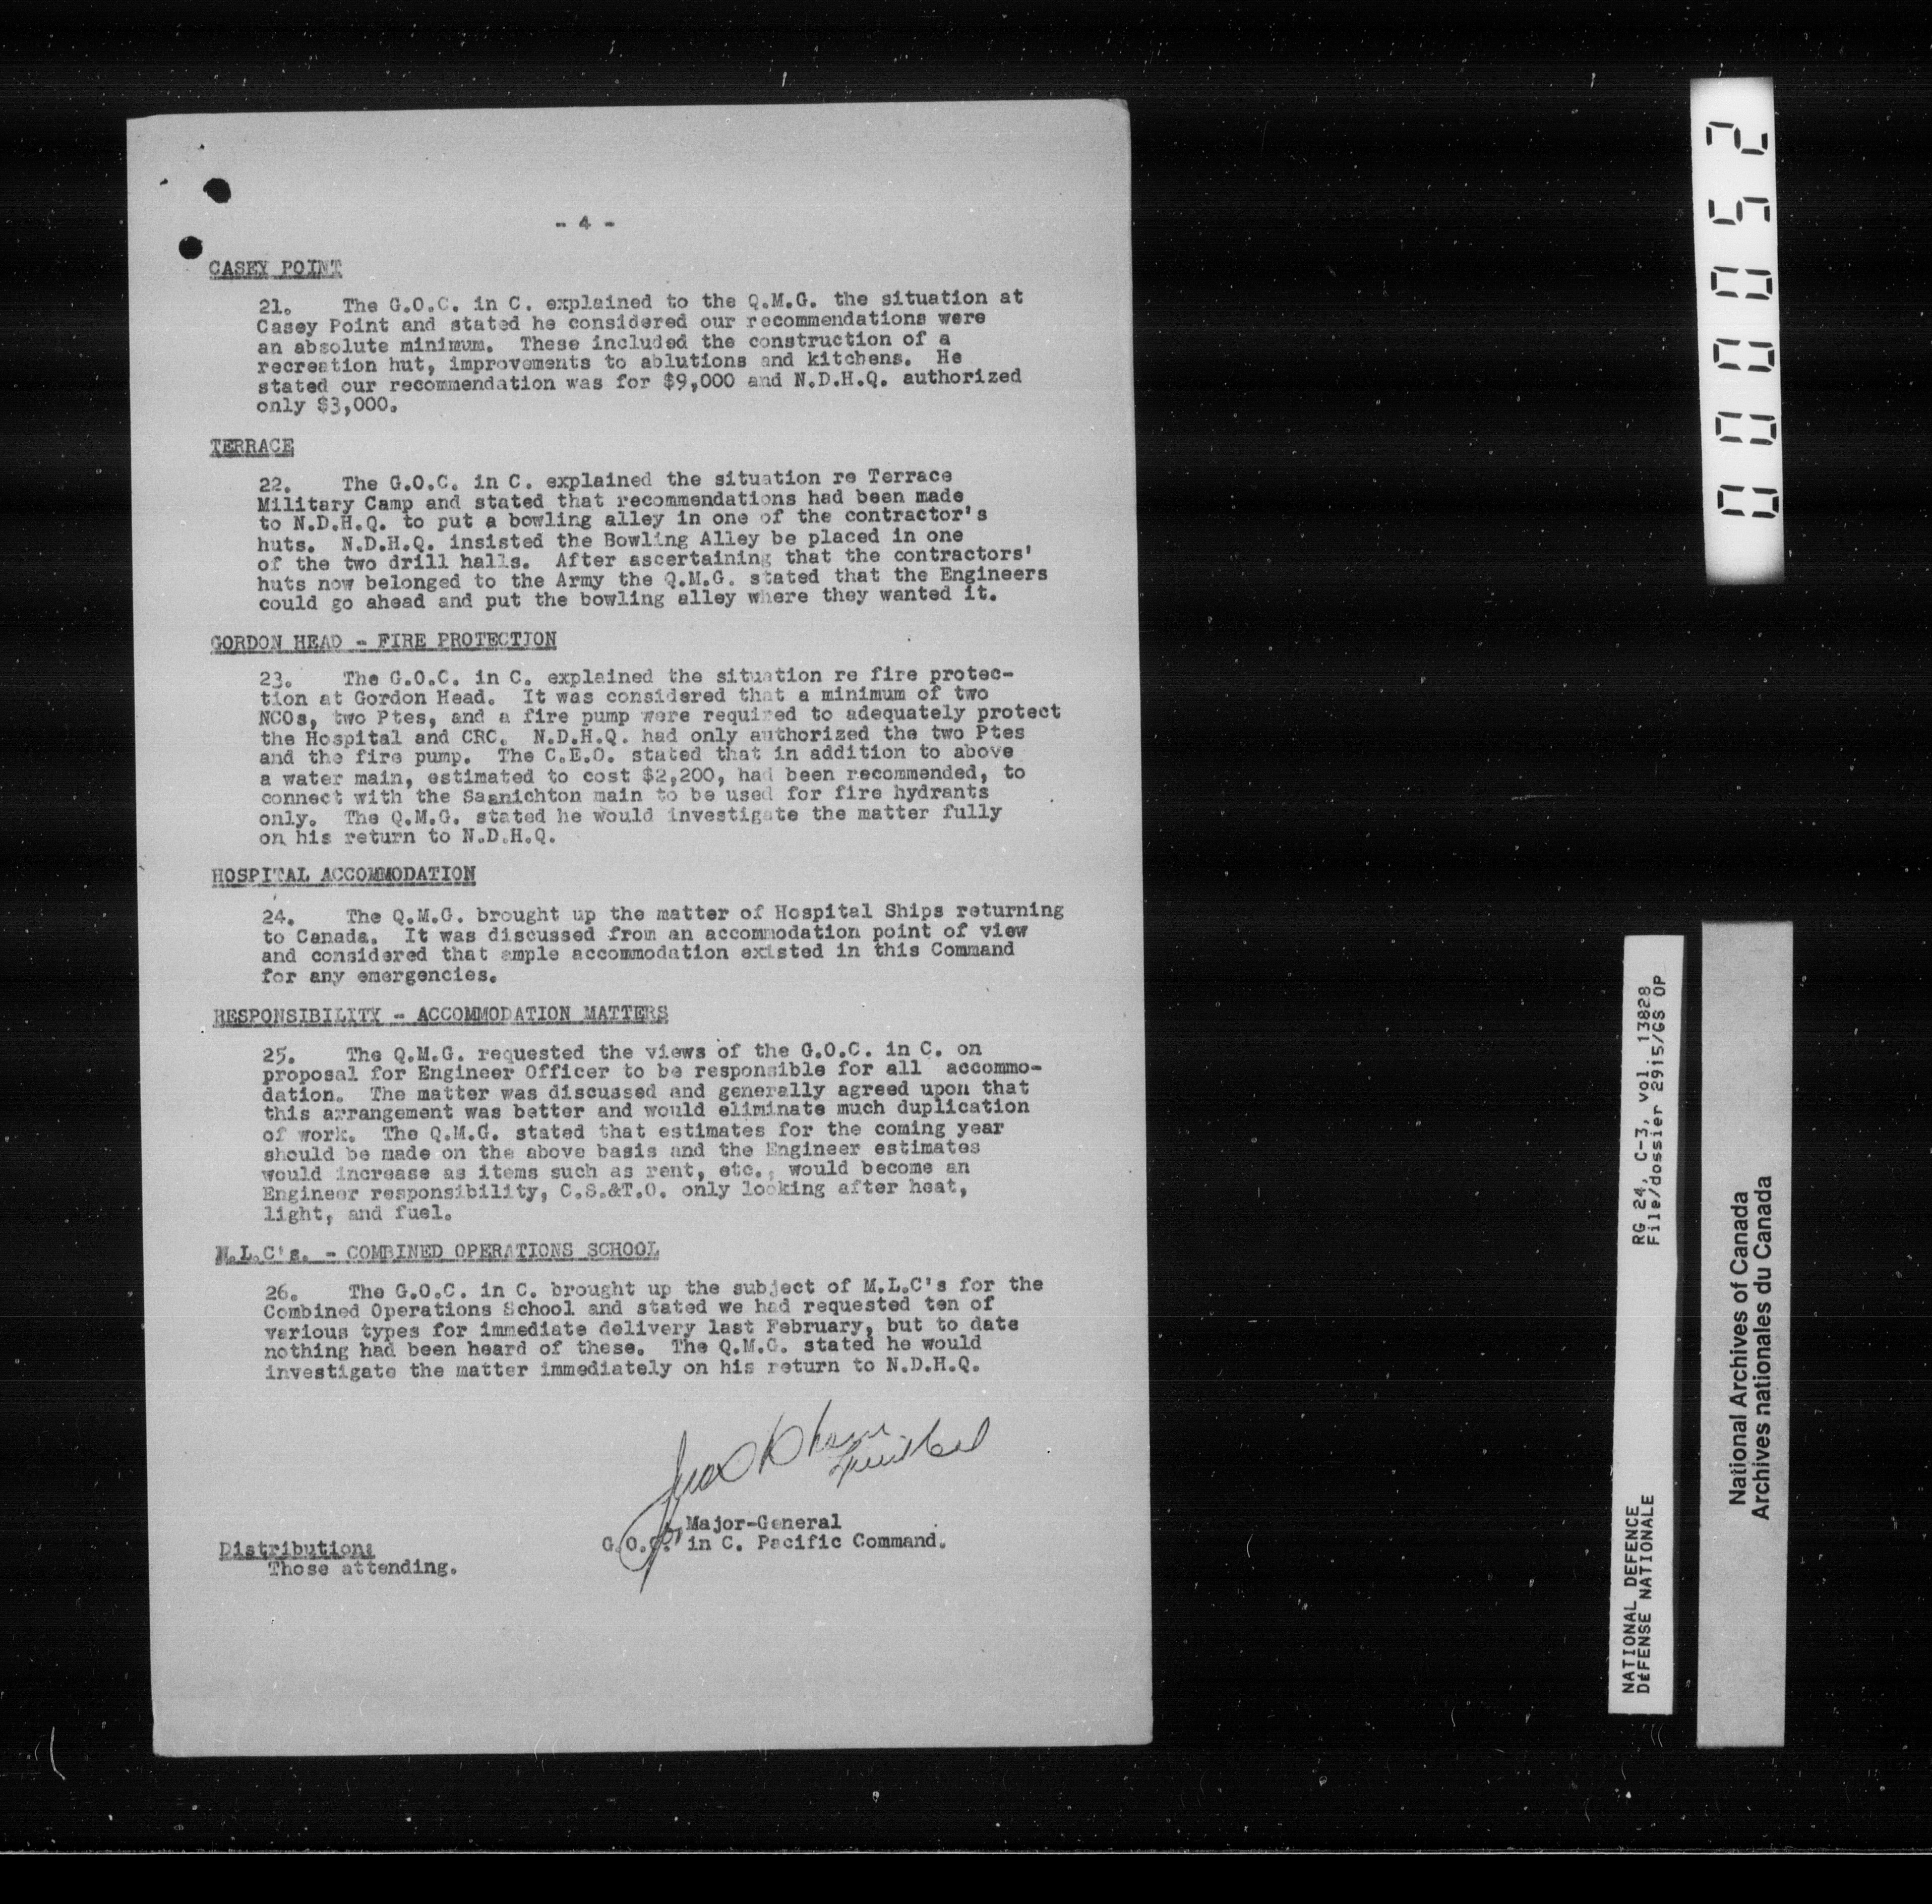 - 4 -
CASEY POINT
21. The G.O.C. in C. explained to the Q.M.G. the situation at
Casey Point and stated he considered our recommendations were
an absolute minimum. These included the construction of a
recreation hut, improvements to ablutions and kitchens. He
stated our recommendation was for $9,000 and N.D.H.Q. authorized
only $3,000.
TERRACE
22. The G.O.C. in C. explained the situation re Terrace
Military Camp and stated that recommendations had been made
to N.D.H.Q. to put a bowling alley in one of the contractor's
huts. N.D.H.Q. insisted the Bowling Alley be placed in one
of the two drill halls. After ascertaining that the contractors'
huts now belonged to the Army the Q.M.G. stated that the Engineers
could go ahead and put the bowling alley where they wanted it.
GORDON HEAD - FIRE PROTECTION
23. The G.O.C. in C. explained the situation re fire protec-
tion at Gordon Head. It was considered that a minimum of two
NCOs, two Ptes, and a fire pump were required to adequately protect
the Hospital and CRC. N.D.H.Q. had only authorized the two Ptes
and the fire pump. The C.E.O. stated that in addition to above
a water main, estimated to cost $2,200, had been recommended, to
connect with the Saanichton main to be used for fire hydrants
only. The Q.M.G. stated he would investigate the matter fully
on his return to N.D.H.Q.
HOSPITAL ACCOMMODATION
24. The Q.M.G. brought up the matter of Hospital Ships returning
to Canada. It was discussed from an accommodation point of view
and considered that ample accommodation existed in this Command
for any emergencies.
RESPONSIBILITY - ACCOMMODATION MATTERS
25. The Q.M.G. requested the views of the G.O.C. in C. on
proposal for Engineer Officer to be responsible for all accommo-
dation. The matter was discussed and generally agreed upon that
this arrangement was better and would eliminate much duplication
of work. The Q.M.G. stated that estimates for the coming year
should be made on the above basis and the Engineer estimates
would increase as items such as rent, etc., would become an
Engineer responsibility, C.S.&T.O. only looking after heat,
light, and fuel.
M.L.C's. - COMBINED OPERATIONS SCHOOL
26. The G.O.C. in C. brought up the subject of M.L.C's for the
Combined Operations School and stated we had requested ten of
various types for immediate delivery last February, but to date
nothing had been heard of these. The Q.M.G. stated he would
investigate the matter immediately on his return to N.D.H.Q.
Major-General
G.O.C. in C. Pacific Command.
Distribution:
Those attending.
000052
RG 24, C-3, vol. 13828
File/dossier 2915/GS OP
NATIONAL DEFENCE
DÉFENSE NATIONALE
National Archives of Canada
Archives nationales du Canada